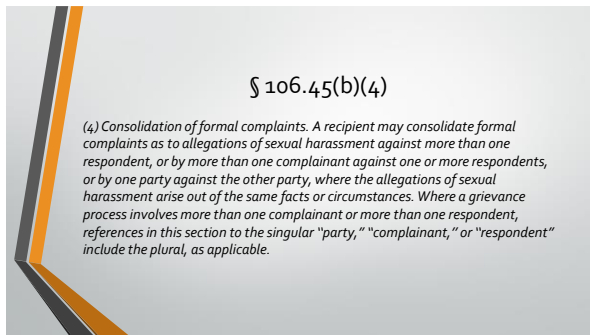 § 106.45(b)(4)
(4) Consolidation of formal complaints. A recipient may consolidate formal
complaints as to allegations of sexual harassment against more than one
respondent, or by more than one complainant against one or more respondents,
or by one party against the other party, where the allegations of sexual
harassment arise out of the same facts or circumstances. Where a grievance
process involves more than one complainant or more than one respondent,
references in this section to the singular “party,” “complainant,” or “respondent”
include the plural, as applicable.